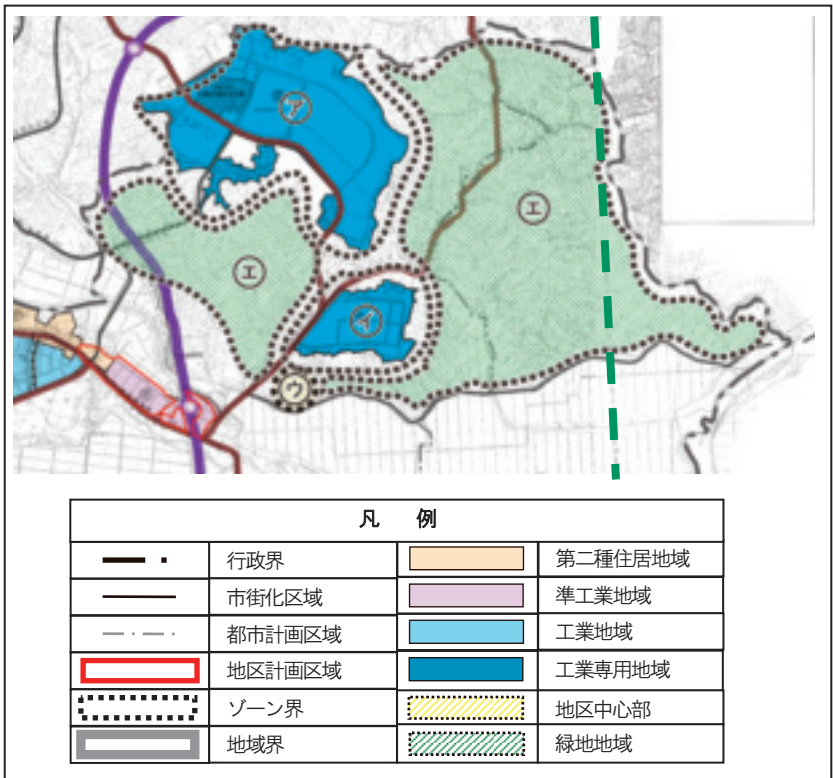 ア
エ
エ
イ
ウ
凡 例
行政界 第二種住居地域
市街化区域 準工業地域
都市計画区域 工業地域
地区計画区域 工業専用地域
ゾーン界 地区中心部
地域界 緑地地域